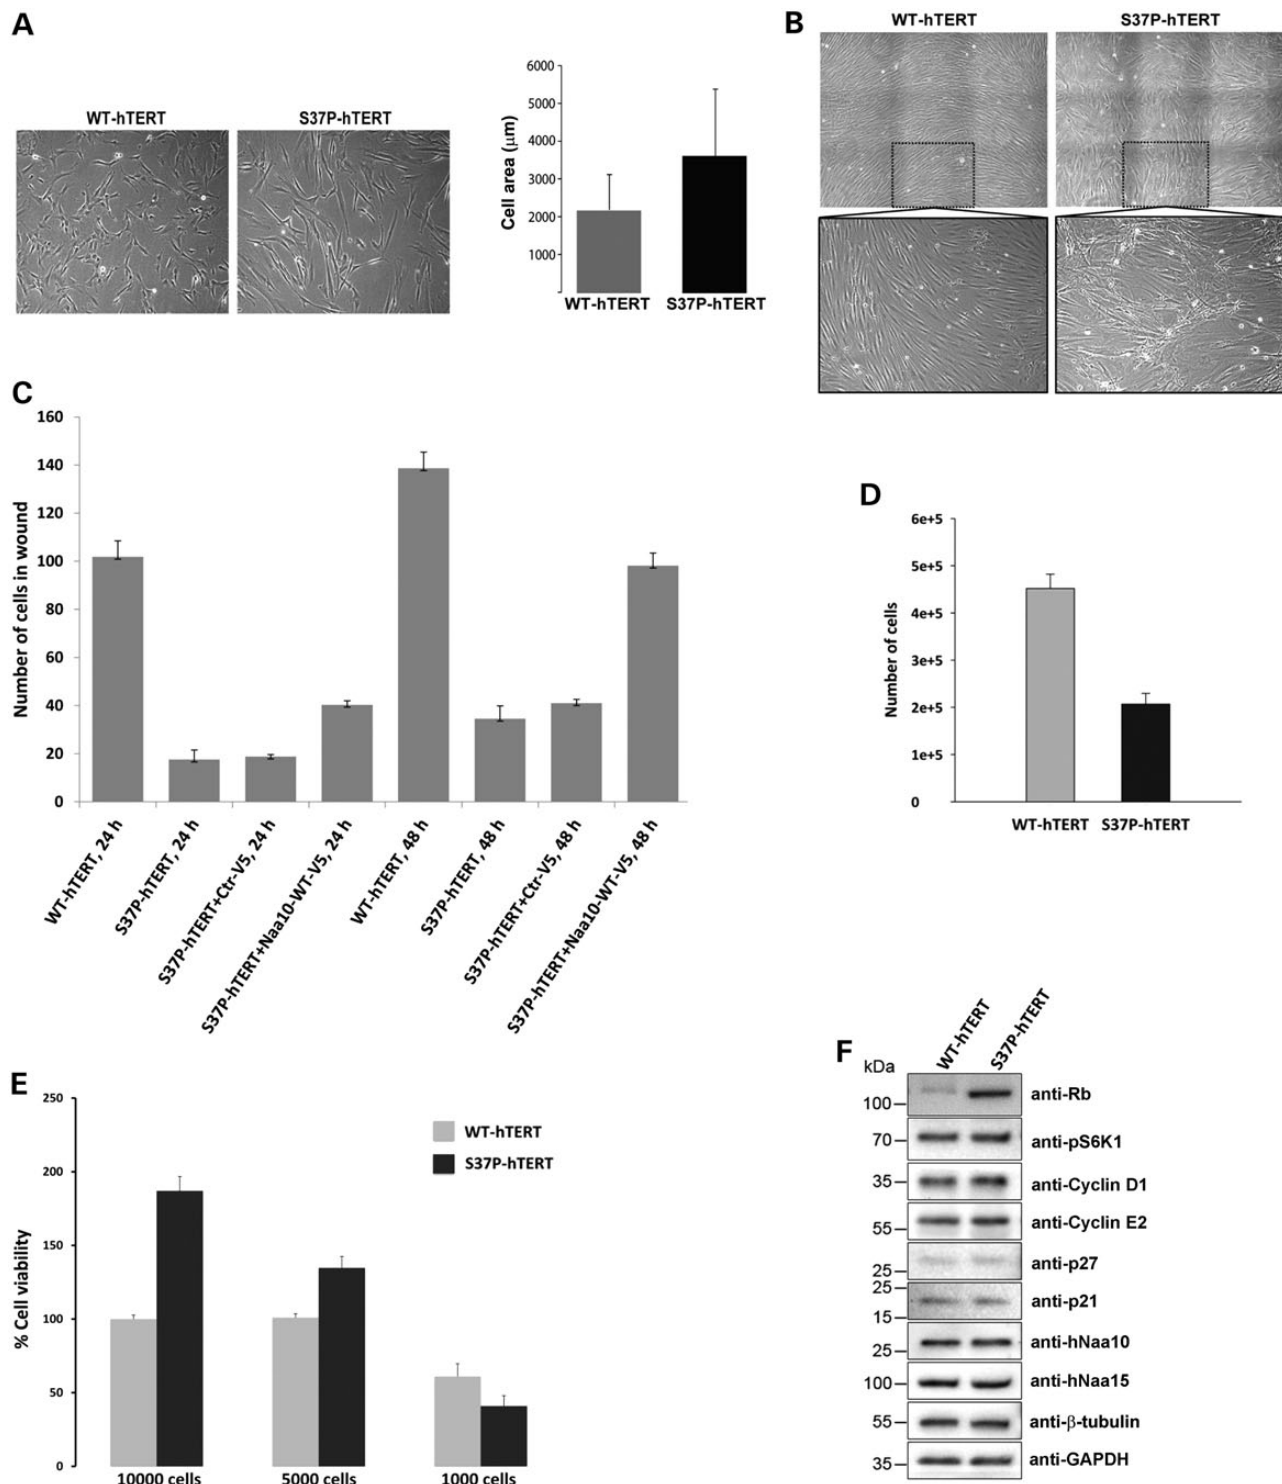 A
WT-hTERT
S37P-hTERT
6000
5000
4000
3000
2000
1000
Cell area (μm)
WT-hTERT
S37P-hTERT
B
WT-hTERT
S37P-hTERT
C
160
140
120
100
80
60
40
20
0
Number of cells in wound
WT-hTERT, 24 h
S37P-hTERT, 24 h
S37P-hTERT+Ctr-V5, 24 h
S37P-hTERT+Naa10-WT-V5, 24 h
WT-hTERT, 48 h
S37P-hTERT, 48 h
S37P-hTERT+Ctr-V5, 48 h
S37P-hTERT+Naa10-WT-V5, 48 h
D
6e+5
5e+5
4e+5
3e+5
2e+5
1e+5
0
Number of cells
WT-hTERT
S37P-hTERT
E
250
200
150
100
50
0
% Cell viability
WT-hTERT
S37P-hTERT
10000 cells
5000 cells
1000 cells
F
kDa
WT-hTERT
S37P-hTERT
100
anti-Rb
70
anti-pS6K1
35
anti-Cyclin D1
55
anti-Cyclin E2
25
anti-p27
25
15
anti-p21
25
anti-hNaa10
100
anti-hNaa15
55
anti-β-tubulin
35
anti-GAPDH